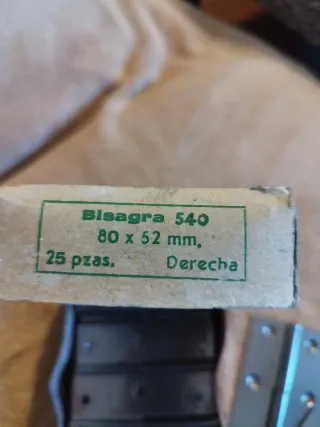 Bisagra 540
80 x 52 mm.
25 pzas. Derecha